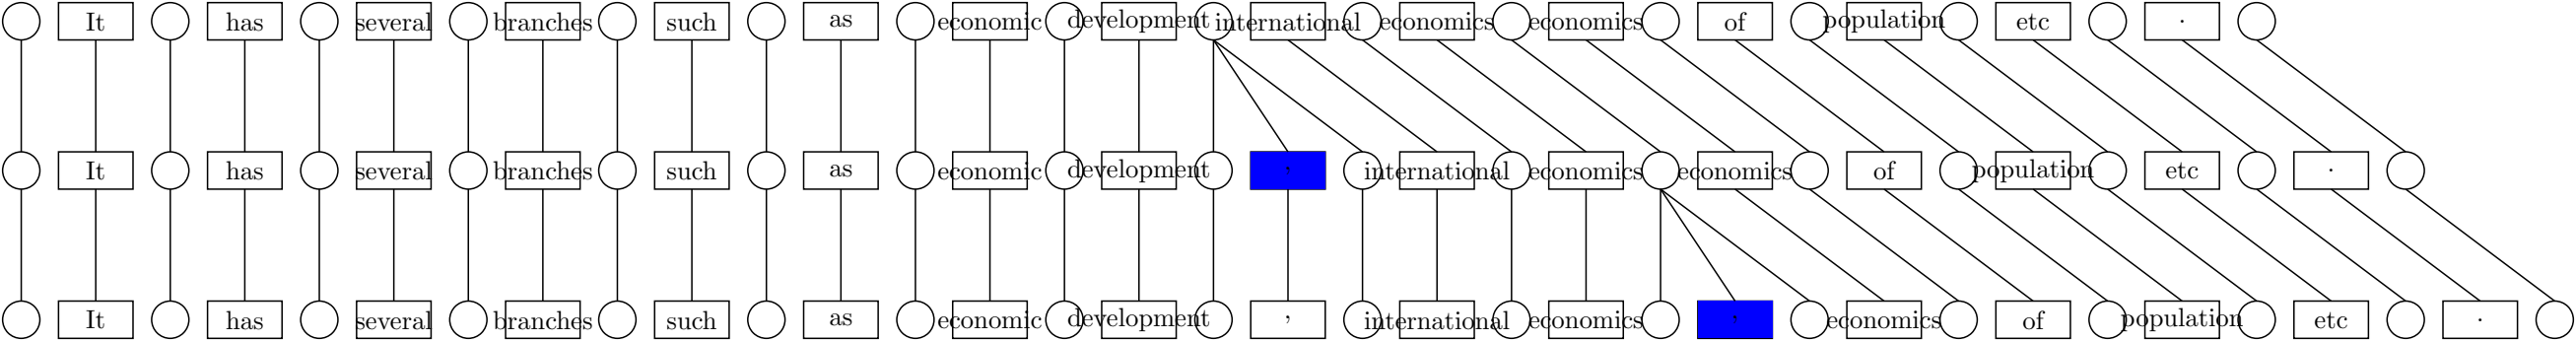 It has several branches such as economic development international economics economics of population etc .
It has several branches such as economic development , international economics economics of population etc .
It has several branches such as economic development , international economics , economics of population etc .